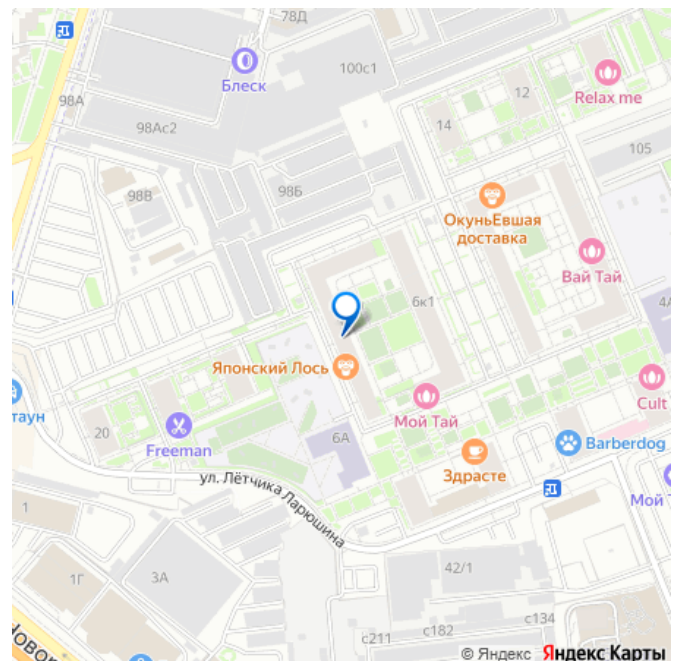 78Д
Блеск
100с1
98А
98Ас2
Relax me
12
14
105
98Б
98В
ОкуньЕвшая
доставка
Вай Тай
6к1
4А
Японский Лось
таун
20
Freeman
Мой Тай
Cult
6А
Здрасте
Barberdog
Мой Т
ул. Лётчика Ларюшина
1
1Г
3А
42/1
с134
с182
с211
Новор
© Яндекс Яндекс Карты